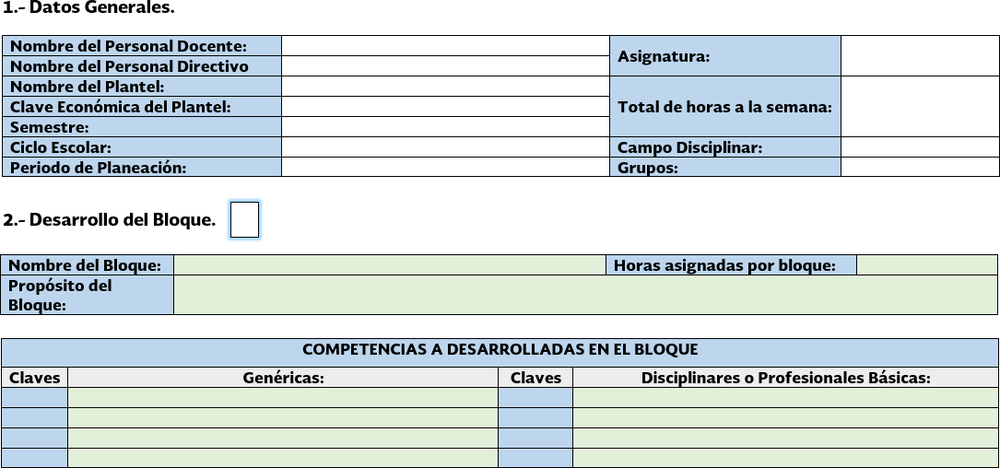 1.- Datos Generales.
Nombre del Personal Docente:
Asignatura:
Nombre del Personal Directivo
Nombre del Plantel:
Total de horas a la semana:
Clave Económica del Plantel:
Semestre:
Ciclo Escolar:
Campo Disciplinar:
Periodo de Planeación:
Grupos:
2.- Desarrollo del Bloque.
Nombre del Bloque:
Horas asignadas por bloque:
Propósito del
Bloque:
COMPETENCIAS A DESARROLLADAS EN EL BLOQUE
Claves
Genéricas:
Claves
Disciplinares o Profesionales Básicas: